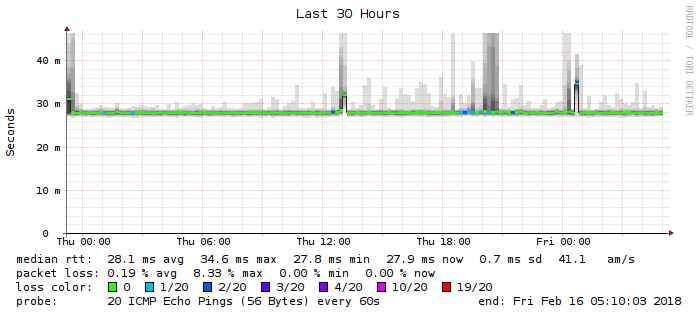 Last 30 Hours
RRDTOOL / TOBI OETIKER
Seconds
40 m
30 m
20 m
10 m
0
Thu 00:00 Thu 06:00 Thu 12:00 Thu 18:00 Fri 00:00
median rtt: 28.1 ms avg 34.6 ms max 27.8 ms min 27.9 ms now 0.7 ms sd 41.1 am/s
packet loss: 0.19 % avg 8.33 % max 0.00 % min 0.00 % now
loss color: 0 1/20 2/20 3/20 4/20 10/20 19/20
probe: 20 ICMP Echo Pings (56 Bytes) every 60s end: Fri Feb 16 05:10:03 2018